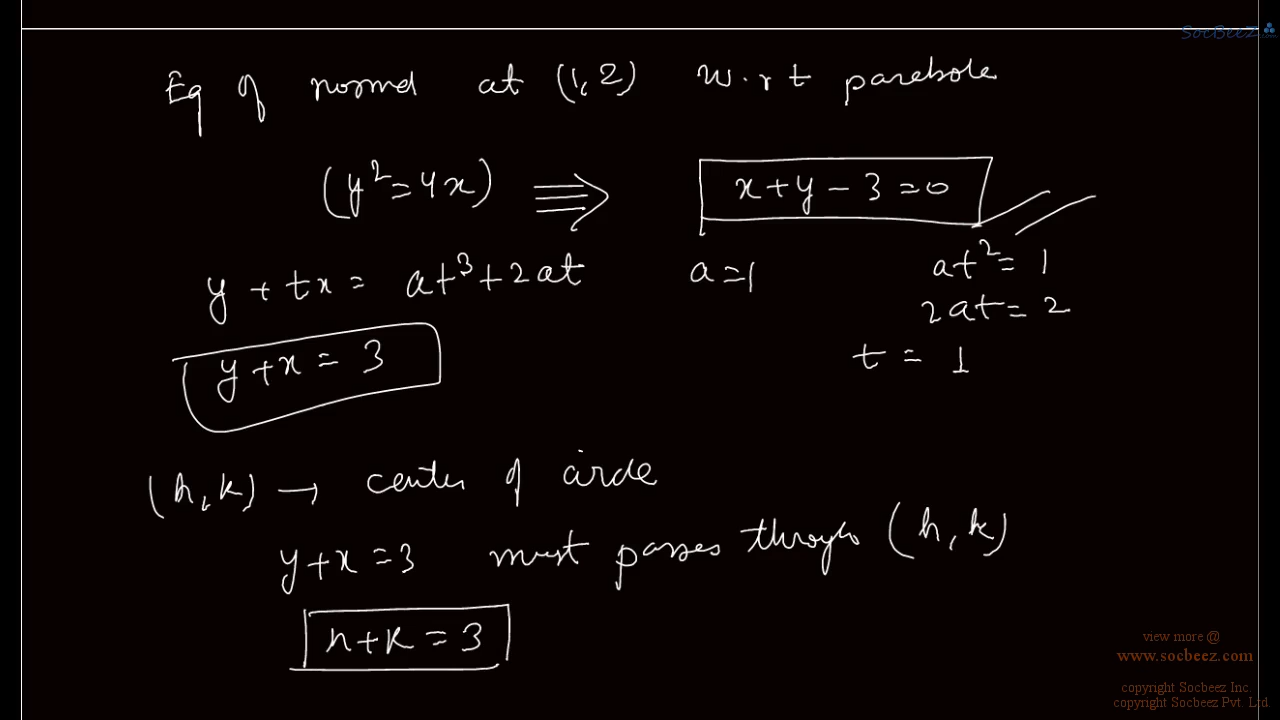 SocBeeZ
Eq of normal at (1,2) w.r t parabola
(y²=4x) ⟹ x+y-3=0
y + tx = at³+2at a=1 at²=1
2at=2
y+x = 3 t = 1
(h,k) → center of circle
y+x=3 must passes through (h,k)
h+k=3
view more @
www.socbeez.com
copyright Socbeez Inc.
copyright Socbeez Pvt. Ltd.